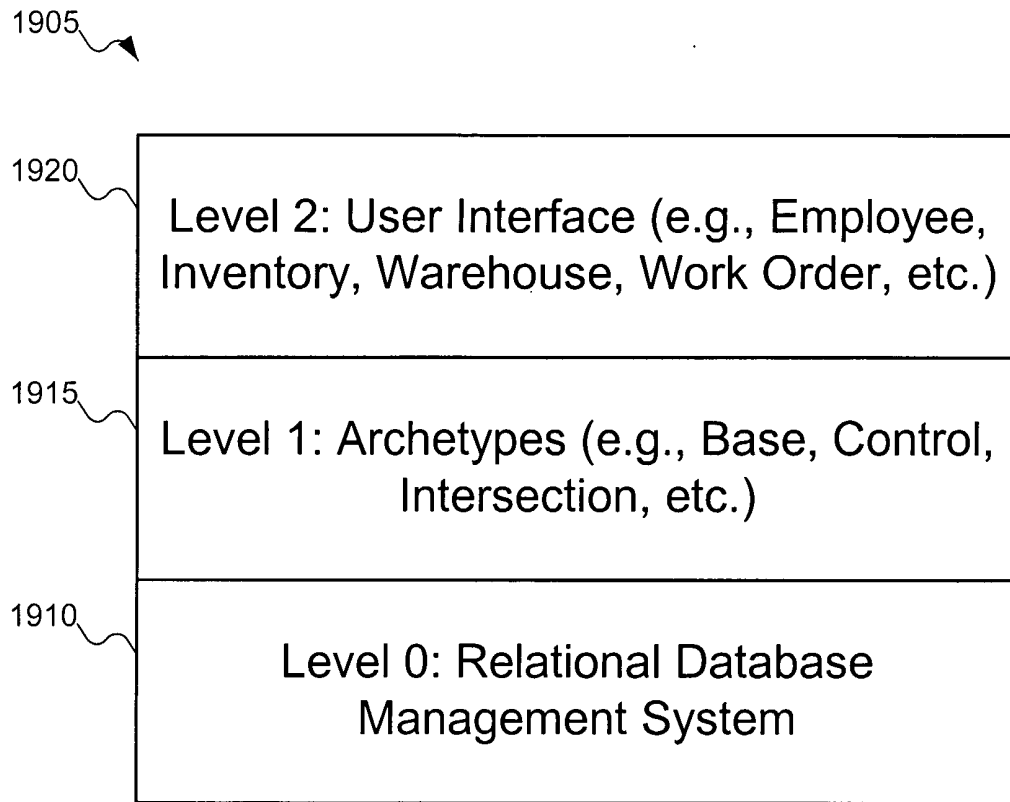 1905
1920
Level 2: User Interface (e.g., Employee,
Inventory, Warehouse, Work Order, etc.)
1915
Level 1: Archetypes (e.g., Base, Control,
Intersection, etc.)
1910
Level 0: Relational Database
Management System